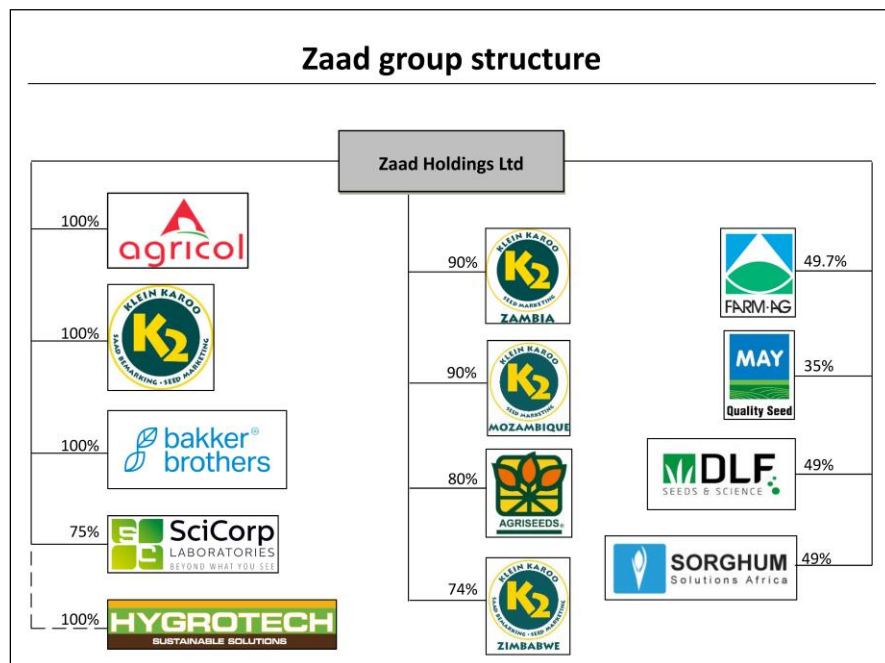 Zaad group structure
Zaad Holdings Ltd
100%
agricol
100%
KLEIN KAROO
K2
SAAD BEMARKING · SEED MARKETING
100%
bakker®
brothers
75%
SC
SciCorp
LABORATORIES
BEYOND WHAT YOU SEE
100%
HYGROTECH
SUSTAINABLE SOLUTIONS
90%
KLEIN KAROO
K2
SEED MARKETING
ZAMBIA
90%
KLEIN KAROO
K2
SEED MARKETING
MOZAMBIQUE
80%
AGRISEEDS®
74%
KLEIN KAROO
K2
SAAD BEMARKING · SEED MARKETING
ZIMBABWE
FARM·AG
49.7%
MAY
Quality Seed
35%
DLF
SEEDS & SCIENCE
49%
SORGHUM
Solutions Africa
49%